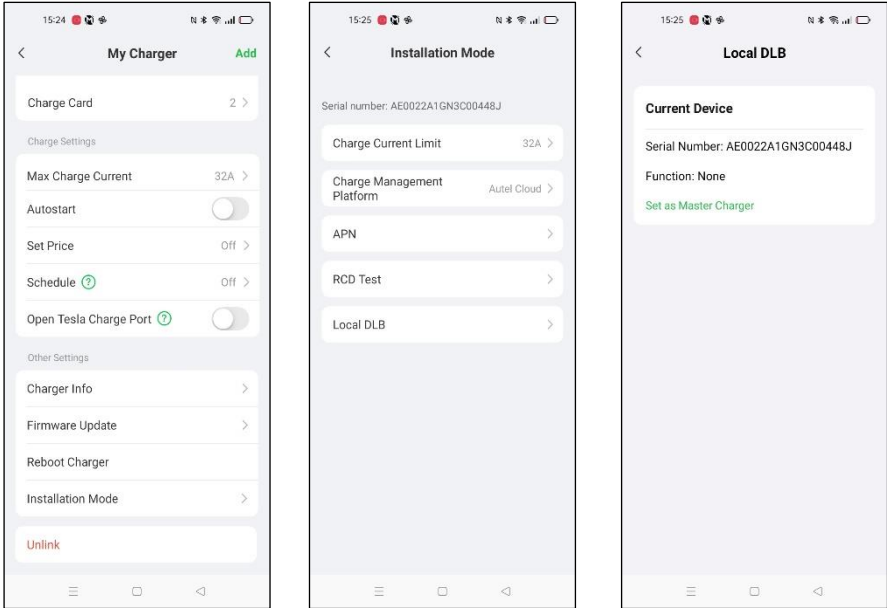 15:24
My Charger
Add
Charge Card 2
Charge Settings
Max Charge Current 32A
Autostart
Set Price Off
Schedule ? Off
Open Tesla Charge Port ?
Other Settings
Charger Info
Firmware Update
Reboot Charger
Installation Mode
Unlink
15:25
Installation Mode
Serial number: AE0022A1GN3C00448J
Charge Current Limit 32A
Charge Management
Platform
Autel Cloud
APN
RCD Test
Local DLB
15:25
Local DLB
Current Device
Serial Number: AE0022A1GN3C00448J
Function: None
Set as Master Charger